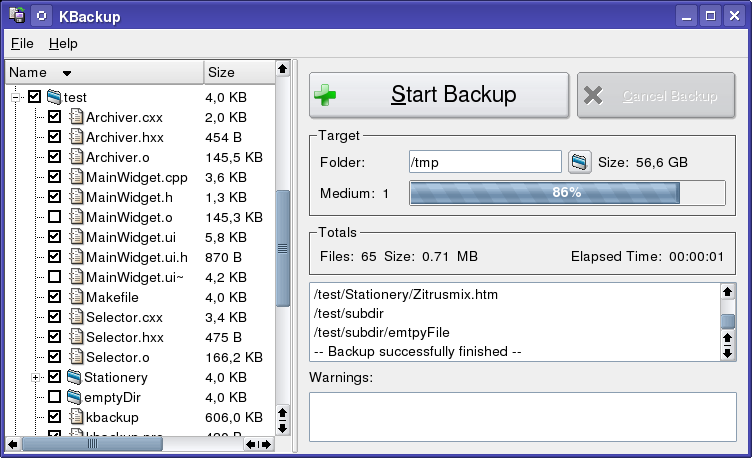 KBackup
File Help
Name Size
test 4,0 KB
Archiver.cxx 2,0 KB
Archiver.hxx 454 B
Archiver.o 145,5 KB
MainWidget.cpp 3,6 KB
MainWidget.h 1,3 KB
MainWidget.o 145,3 KB
MainWidget.ui 5,8 KB
MainWidget.ui.h 870 B
MainWidget.ui~ 4,2 KB
Makefile 4,0 KB
Selector.cxx 3,4 KB
Selector.hxx 475 B
Selector.o 166,2 KB
Stationery 4,0 KB
emptyDir 4,0 KB
kbackup 606,0 KB
Start Backup Cancel Backup
Target
Folder: /tmp Size: 56,6 GB
Medium: 1 86%
Totals
Files: 65 Size: 0.71 MB Elapsed Time: 00:00:01
/test/Stationery/Zitrusmix.htm
/test/subdir
/test/subdir/emtpyFile
-- Backup successfully finished --
Warnings: